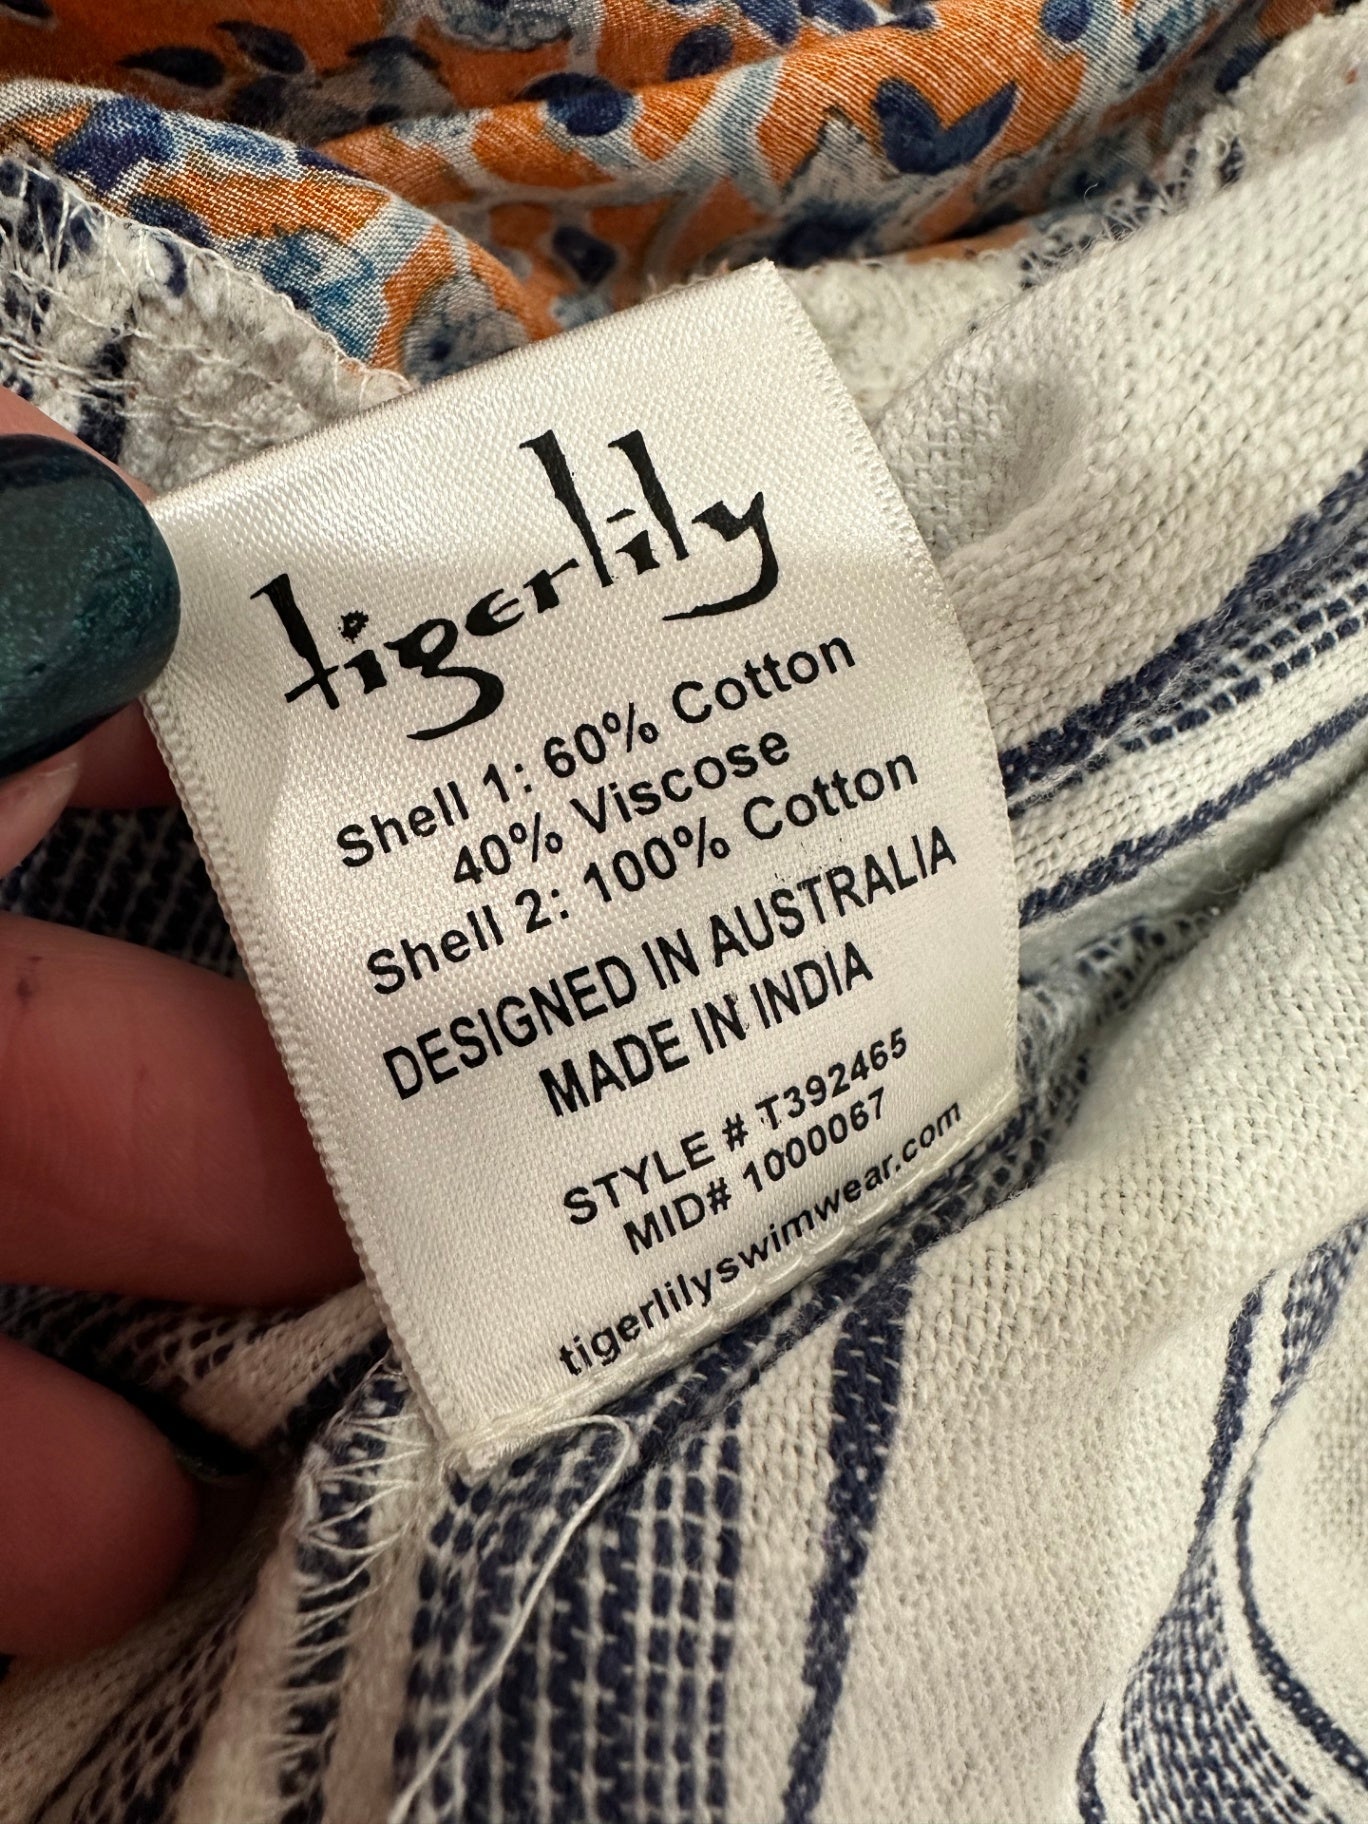 tigerlily
Shell 1: 60% Cotton
40% Viscose
Shell 2: 100% Cotton
DESIGNED IN AUSTRALIA
MADE IN INDIA
STYLE # T392465
MID# 1000067
tigerlilyswimwear.com